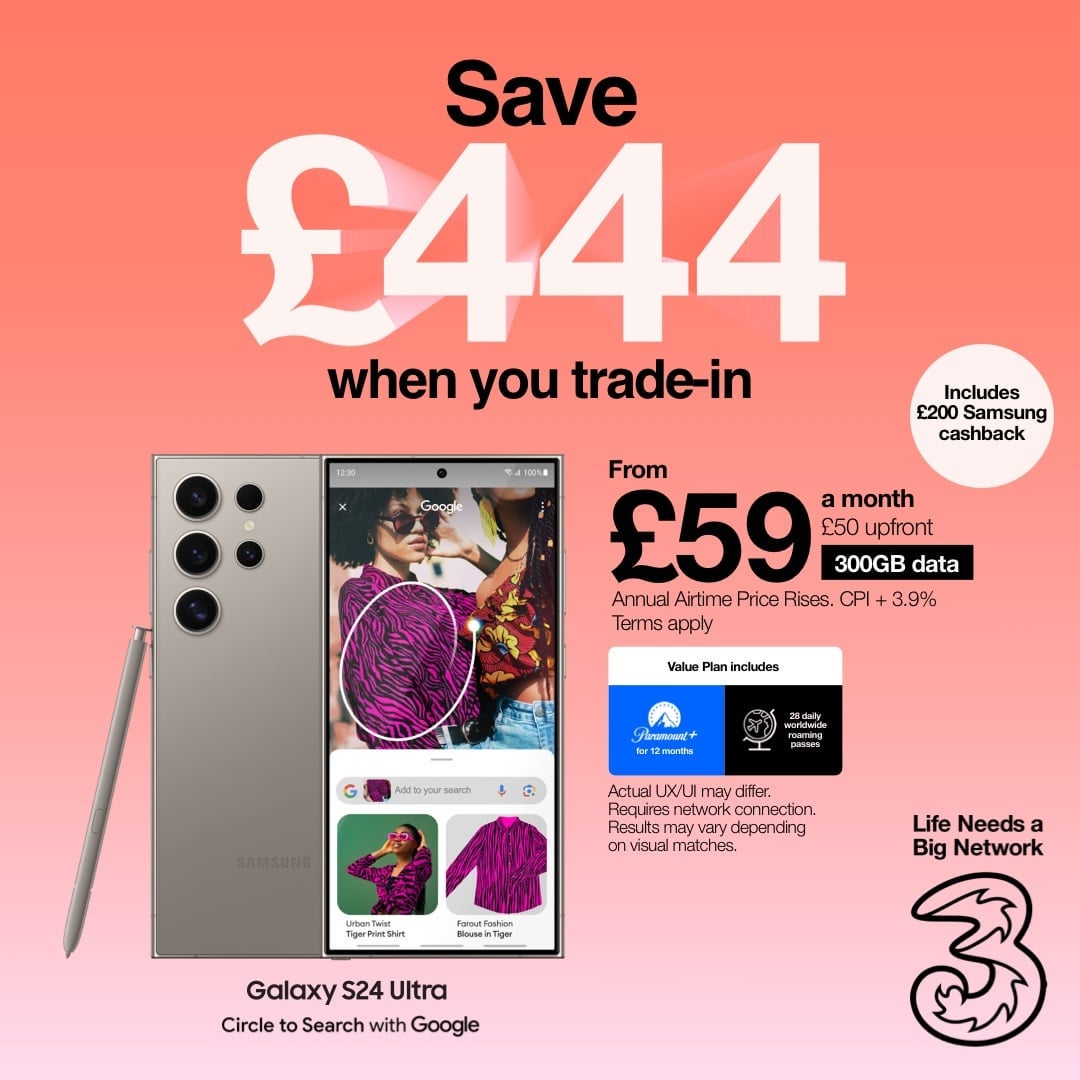 Save
£444
when you trade-in
Includes
£200 Samsung
cashback
From
£59
a month
£50 upfront
300GB data
Annual Airtime Price Rises. CPI + 3.9%
Terms apply
Value Plan includes
Paramount+
for 12 months
28 daily
worldwide
roaming
passes
Actual UX/UI may differ.
Requires network connection.
Results may vary depending
on visual matches.
12:30
100%
Google
G
Add to your search
Urban Twist
Tiger Print Shirt
Farout Fashion
Blouse in Tiger
SAMSUNG
Galaxy S24 Ultra
Circle to Search with Google
Life Needs a
Big Network
3